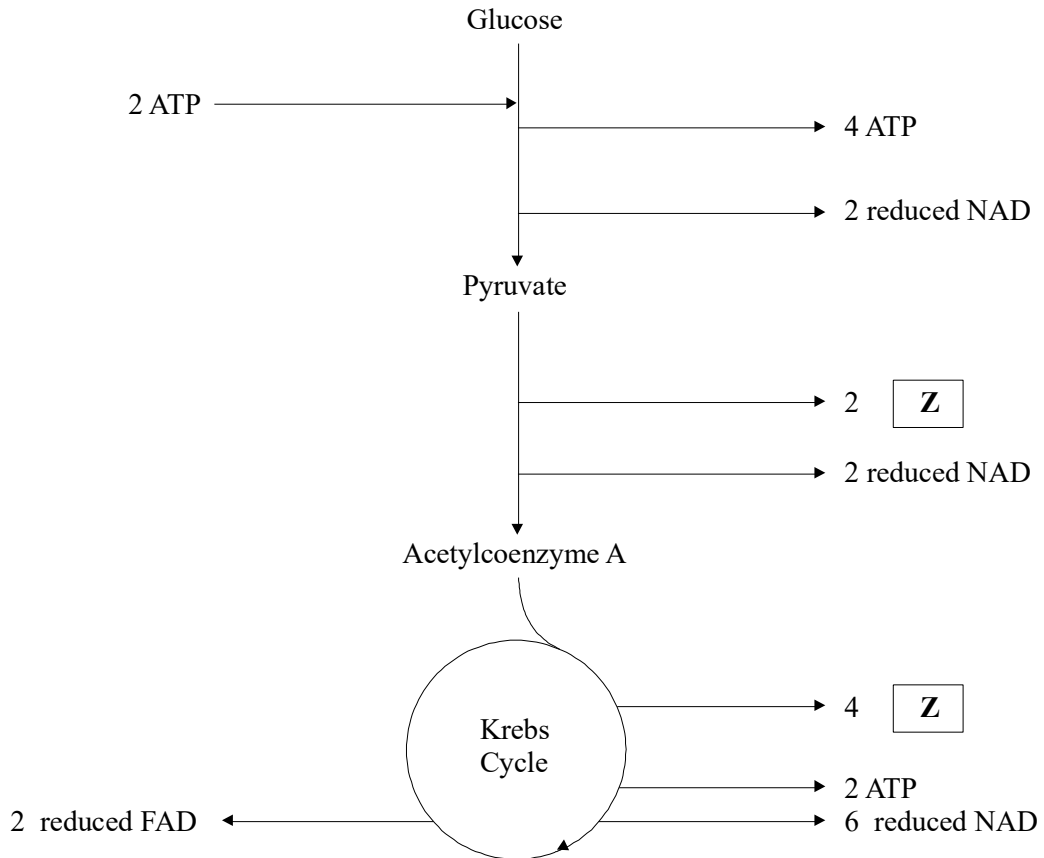 Glucose
2 ATP
4 ATP
2 reduced NAD
Pyruvate
2 Z
2 reduced NAD
Acetylcoenzyme A
4 Z
Krebs
Cycle
2 ATP
2 reduced FAD
6 reduced NAD